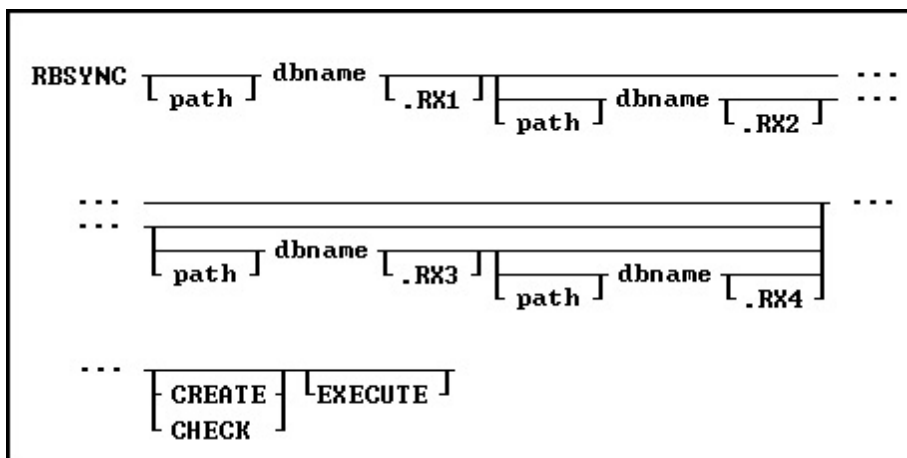 RBSYNC path dbname .RX1 path dbname .RX2 ...
...
... ...
... path dbname .RX3 path dbname .RX4
... CREATE EXECUTE
CHECK